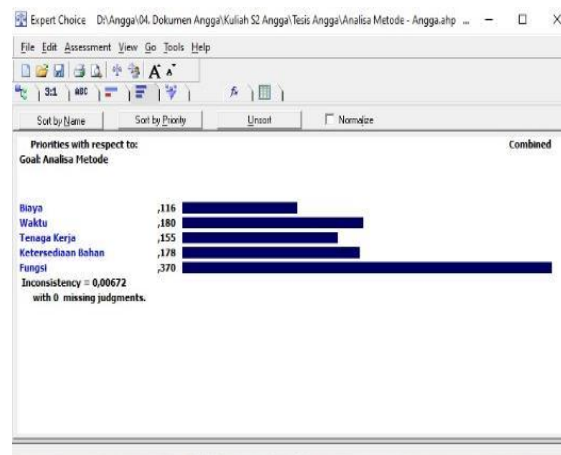 Expert Choice D:\Angga\04. Dokumen Angga\Kuliah S2 Angga\Tesis Angga\Analisa Metode - Angga.ahp ...
File Edit Assessment View Go Tools Help
3:1 ABC
Sort by Name Sort by Priority Unsort Normalize
Priorities with respect to: Combined
Goal: Analisa Metode
Biaya ,116
Waktu ,180
Tenaga Kerja ,155
Ketersediaan Bahan ,178
Fungsi ,370
Inconsistency = 0,00672
with 0 missing judgments.